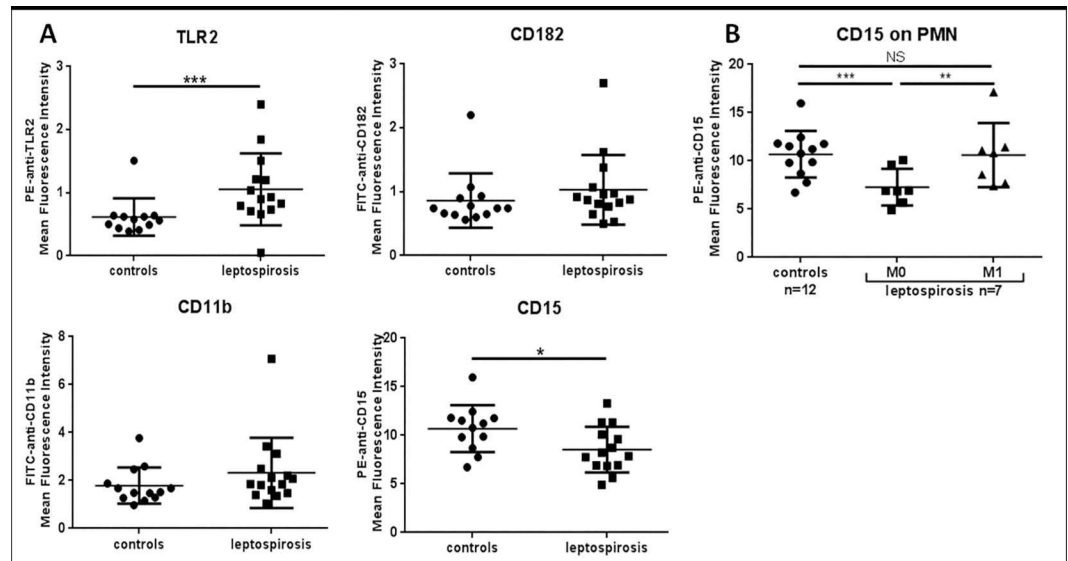 A
TLR2
PE-anti-TLR2
Mean Fluorescence Intensity
3
2
1
0
***
controls
leptospirosis
CD182
FITC-anti-CD182
Mean Fluorescence Intensity
3
2
1
0
controls
leptospirosis
B
CD15 on PMN
PE-anti-CD15
Mean Fluorescence Intensity
20
15
10
5
0
NS
***
**
controls
n=12
M0
M1
leptospirosis n=7
CD11b
FITC-anti-CD11b
Mean Fluorescence Intensity
8
6
4
2
0
controls
leptospirosis
CD15
PE-anti-CD15
Mean Fluorescence Intensity
20
15
10
5
0
*
controls
leptospirosis